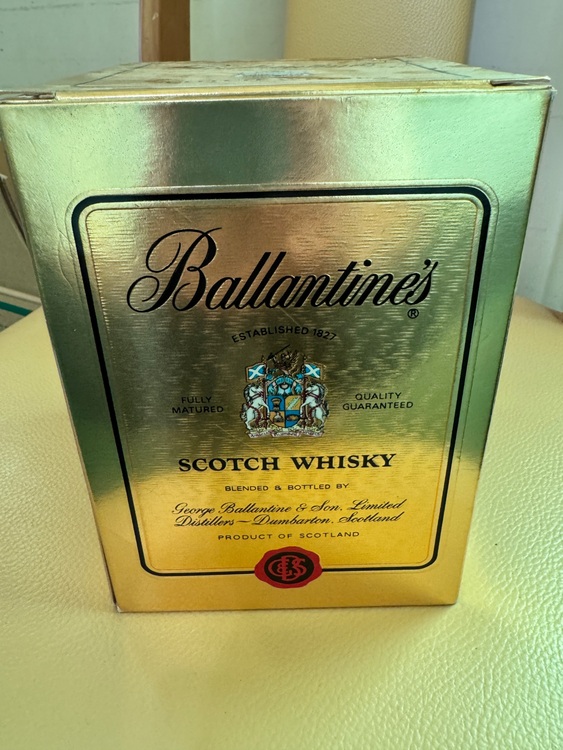 Ballantine's
®
ESTABLISHED 1827
FULLY
MATURED
QUALITY
GUARANTEED
SCOTCH WHISKY
BLENDED & BOTTLED BY
George Ballantine & Son, Limited
Distillers~Dumbarton, Scotland
PRODUCT OF SCOTLAND